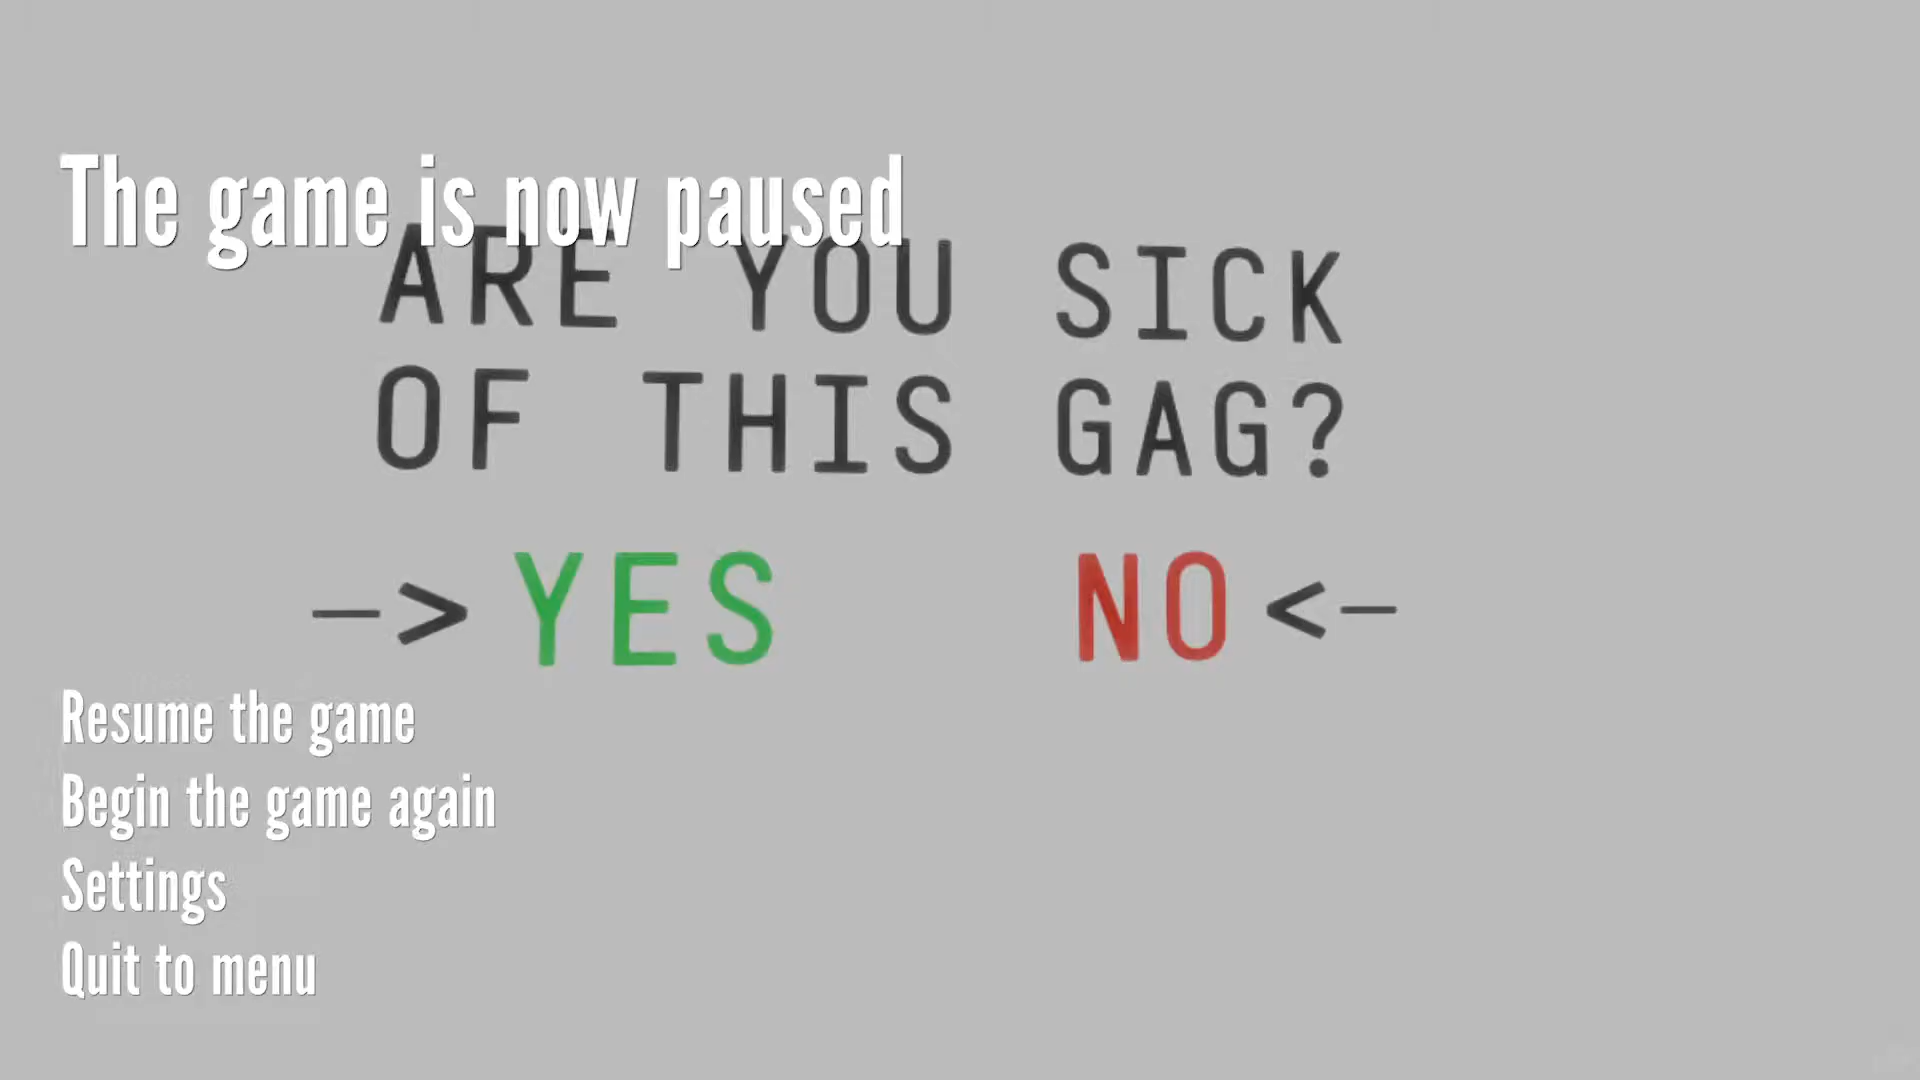 The game is now paused
ARE YOU SICK
OF THIS GAG?
—> YES NO <—
Resume the game
Begin the game again
Settings
Quit to menu